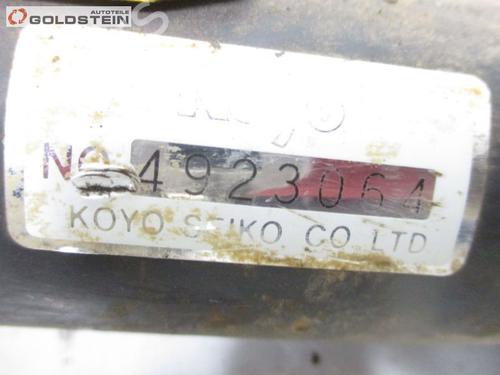 AUTOTEILE
GOLDSTEIN
NO 4923064
KOYO SEIKO CO LTD